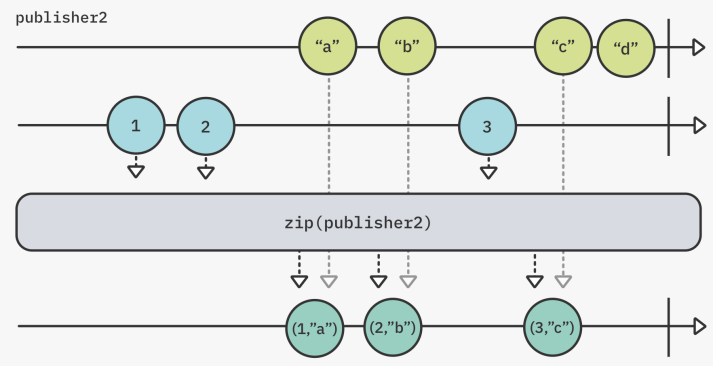 publisher2
“a” “b” “c” “d”
1 2 3
zip(publisher2)
(1,”a”) (2,”b”) (3,”c”)